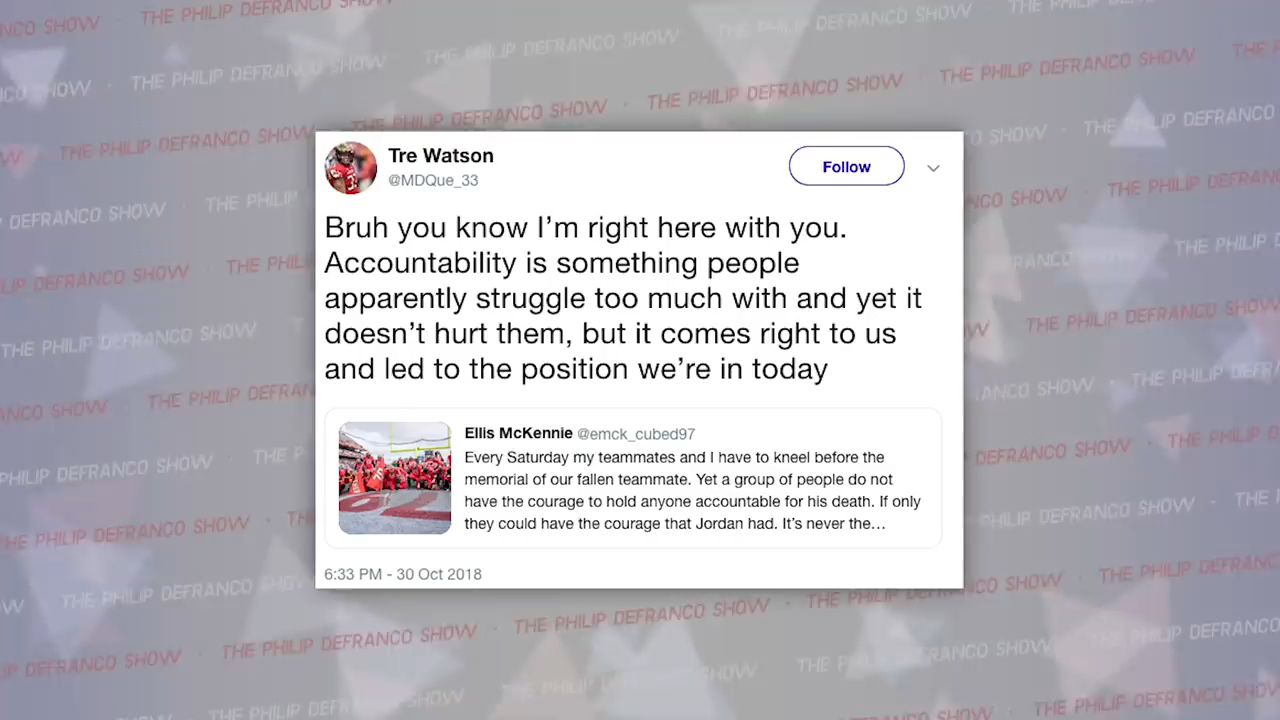 THE PHILIP DEFRANCO SHOW
Tre Watson
@MDQue_33
Follow
Bruh you know I’m right here with you.
Accountability is something people
apparently struggle too much with and yet it
doesn’t hurt them, but it comes right to us
and led to the position we’re in today
Ellis McKennie @emck_cubed97
Every Saturday my teammates and I have to kneel before the
memorial of our fallen teammate. Yet a group of people do not
have the courage to hold anyone accountable for his death. If only
they could have the courage that Jordan had. It’s never the…
6:33 PM - 30 Oct 2018